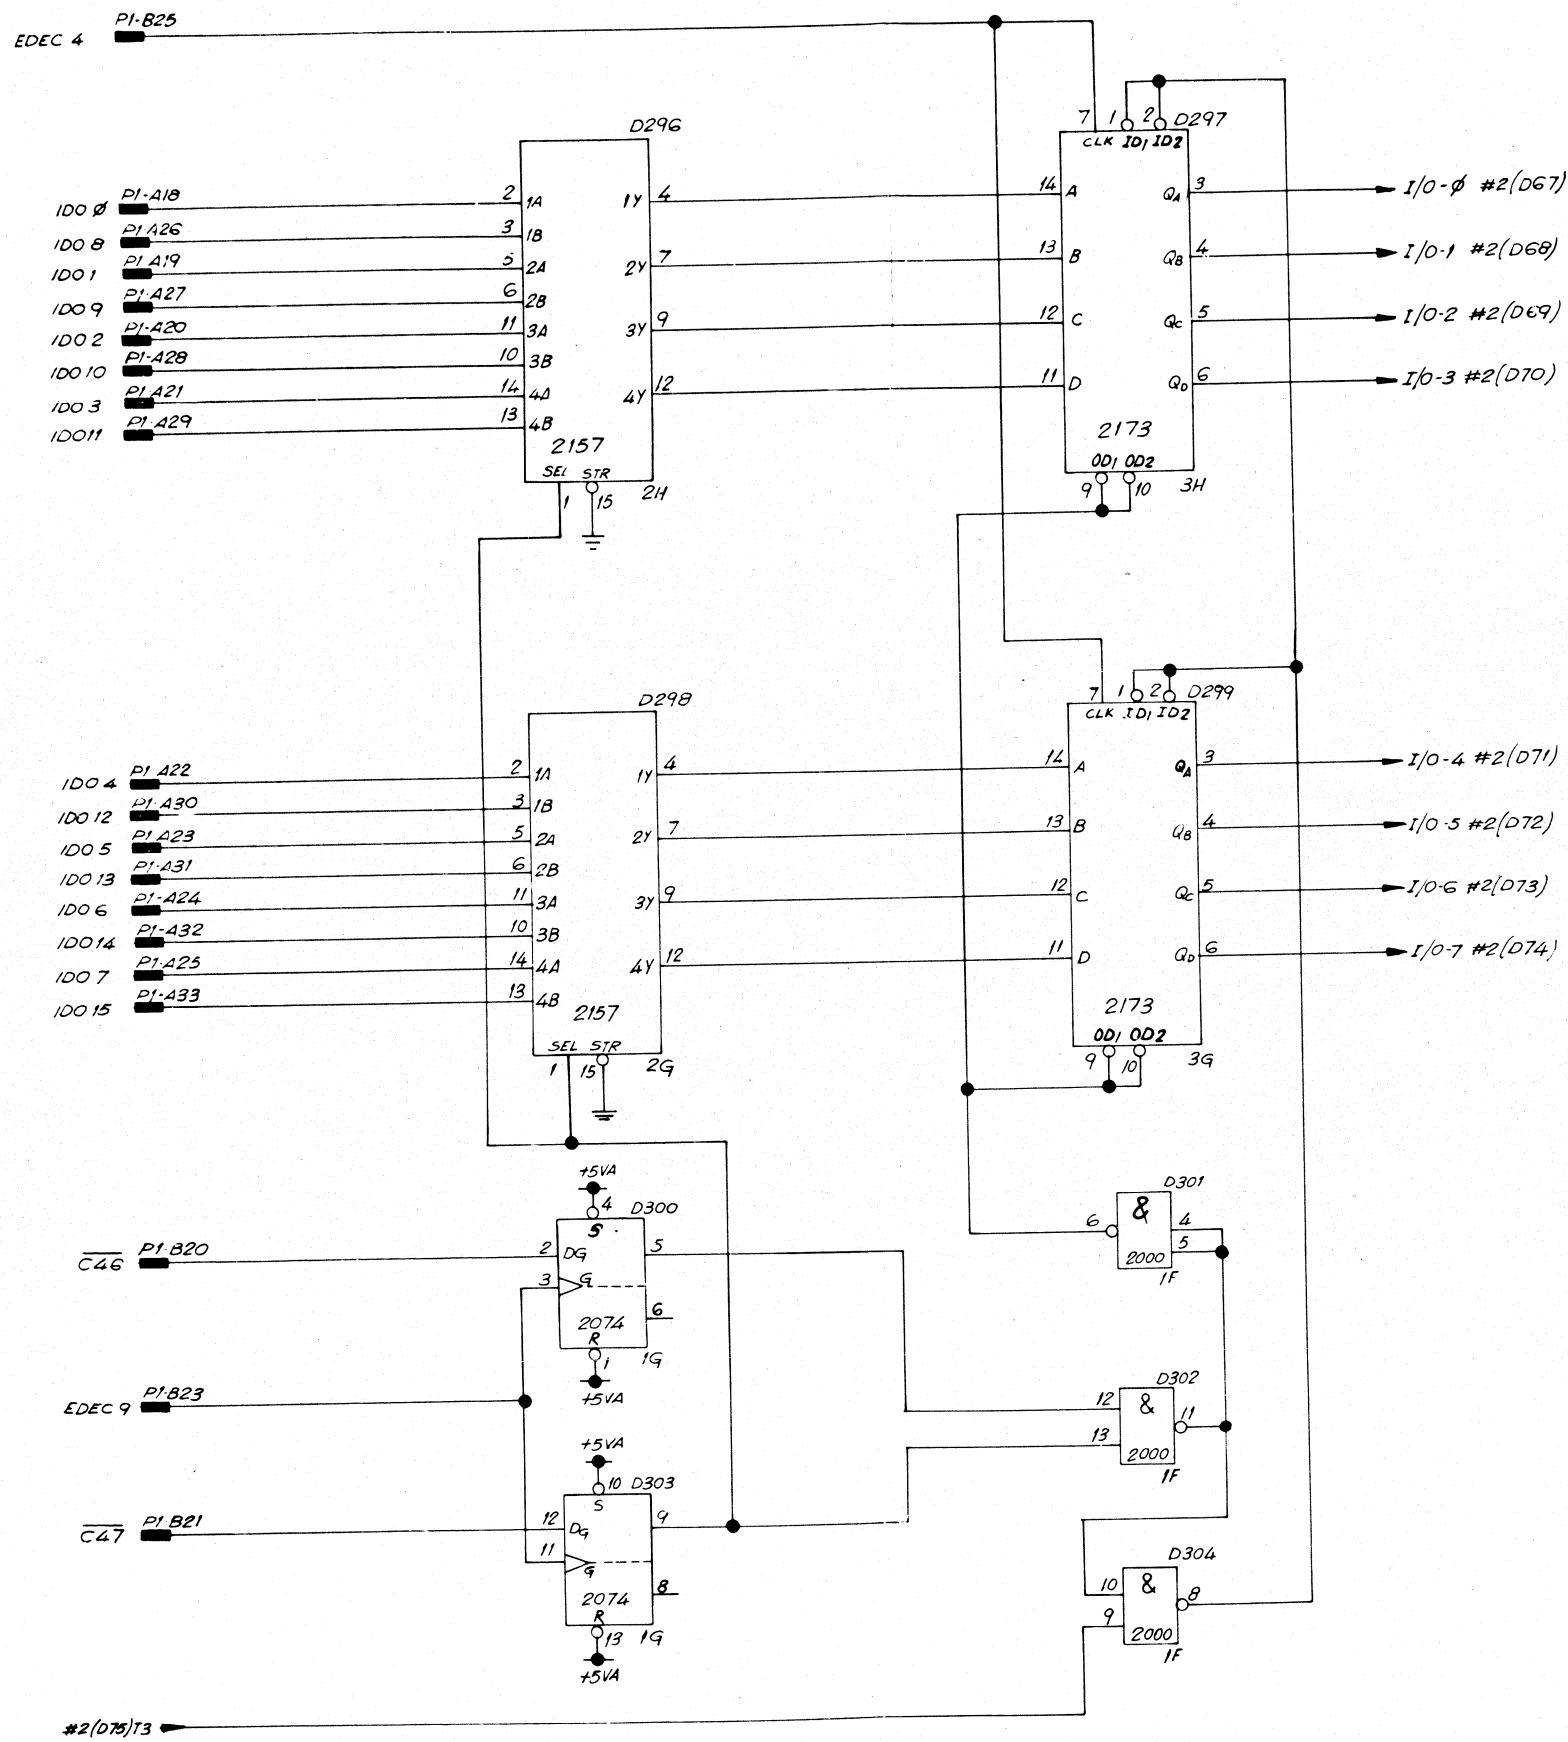 P1-B25
EDEC 4
D296
7 1 2 D297
CLK ID1 ID2
IDO Ø P1-A18 2 1A 1Y 4 14 A QA 3 I/O-Ø #2(D67)
IDO 8 P1 A26 3 1B
IDO 1 P1 A19 5 2A 2Y 7 13 B QB 4 I/O-1 #2(D68)
IDO 9 P1-A27 6 2B
IDO 2 P1-A20 11 3A 3Y 9 12 C QC 5 I/O-2 #2(D69)
IDO 10 P1-A28 10 3B
IDO 3 P1-A21 14 4A 4Y 12 11 D QD 6 I/O-3 #2(D70)
IDO11 P1-A29 13 4B
2157 2173
SEL STR OD1 OD2
1 15 2H 9 10 3H
D298
7 1 2 D299
CLK ID1 ID2
IDO 4 P1 A22 2 1A 1Y 4 14 A QA 3 I/O-4 #2(D71)
IDO 12 P1-A30 3 1B
IDO 5 P1 A23 5 2A 2Y 7 13 B QB 4 I/O-5 #2(D72)
IDO 13 P1-A31 6 2B
IDO 6 P1-A24 11 3A 3Y 9 12 C QC 5 I/O-6 #2(D73)
IDO 14 P1-A32 10 3B
IDO 7 P1-A25 14 4A 4Y 12 11 D QD 6 I/O-7 #2(D74)
IDO 15 P1-A33 13 4B
2157 2173
SEL STR OD1 OD2
1 15 2G 9 10 3G
+5VA
4 D300
S
C46 P1-B20 2 DG 5
3 G
6
2074
R
1 1G
+5VA
D301
6 & 4
5
2000
1F
EDEC 9 P1-B23
D302
12 & 11
13
2000
1F
+5VA
10 D303
S
C47 P1-B21 12 DG 9
11 G
8
2074
R
13 1G
+5VA
D304
10 & 8
9
2000
1F
#2(D75)T3